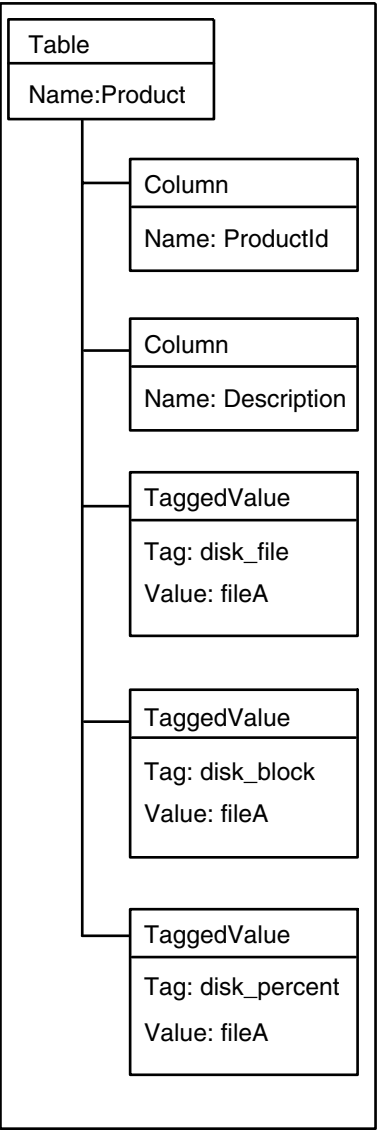 Table
Name:Product
Column
Name: ProductId
Column
Name: Description
TaggedValue
Tag: disk_file
Value: fileA
TaggedValue
Tag: disk_block
Value: fileA
TaggedValue
Tag: disk_percent
Value: fileA